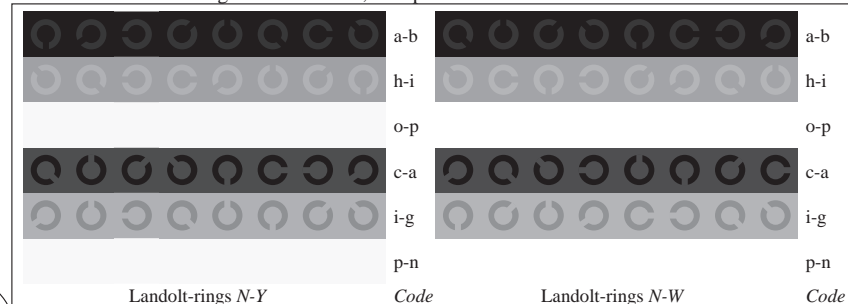 a-b a-b
h-i h-i
o-p o-p
c-a c-a
i-g i-g
p-n p-n
Landolt-rings N-Y Code Landolt-rings N-W Code